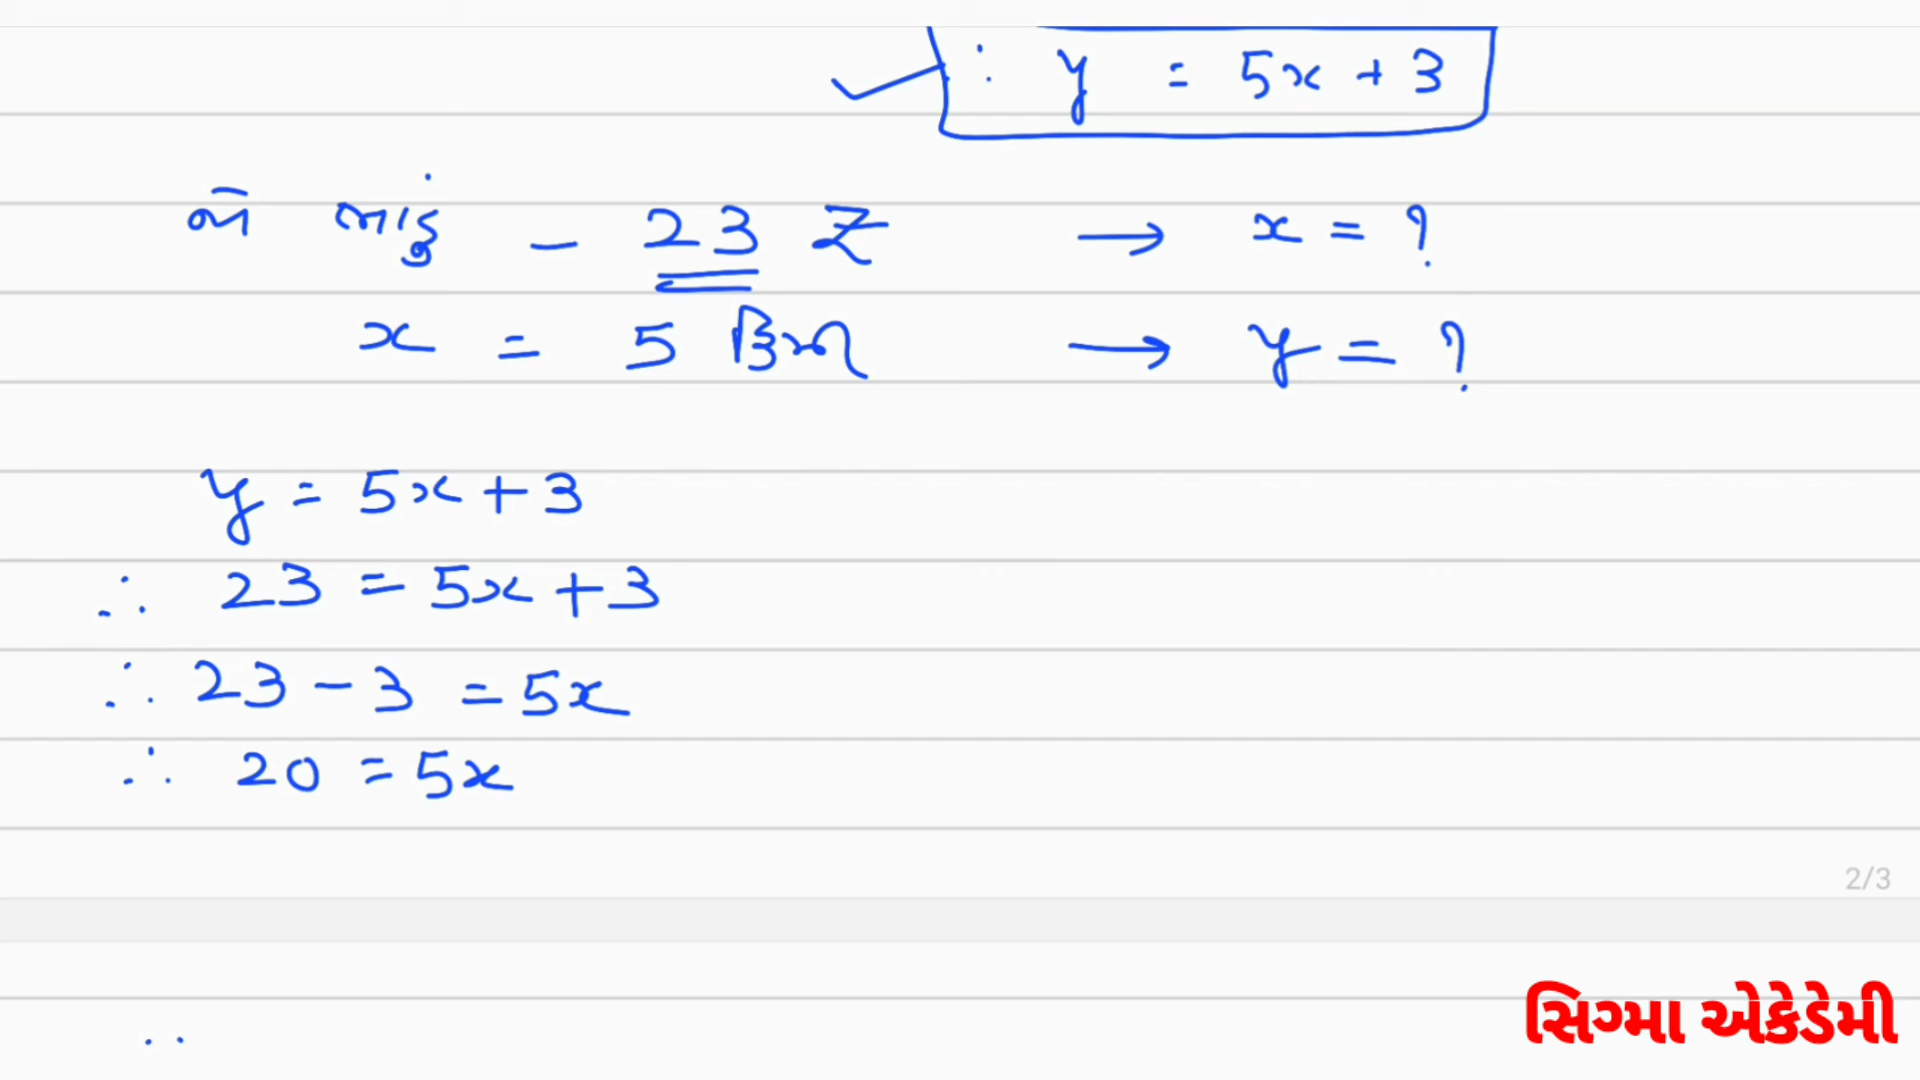 ∴ y = 5x + 3
જો ભાડું - 23 ₹ → x = ?
x = 5 કિમી → y = ?
y = 5x + 3
∴ 23 = 5x + 3
∴ 23 - 3 = 5x
∴ 20 = 5x
2/3
સિગ્મા એકેડેમી